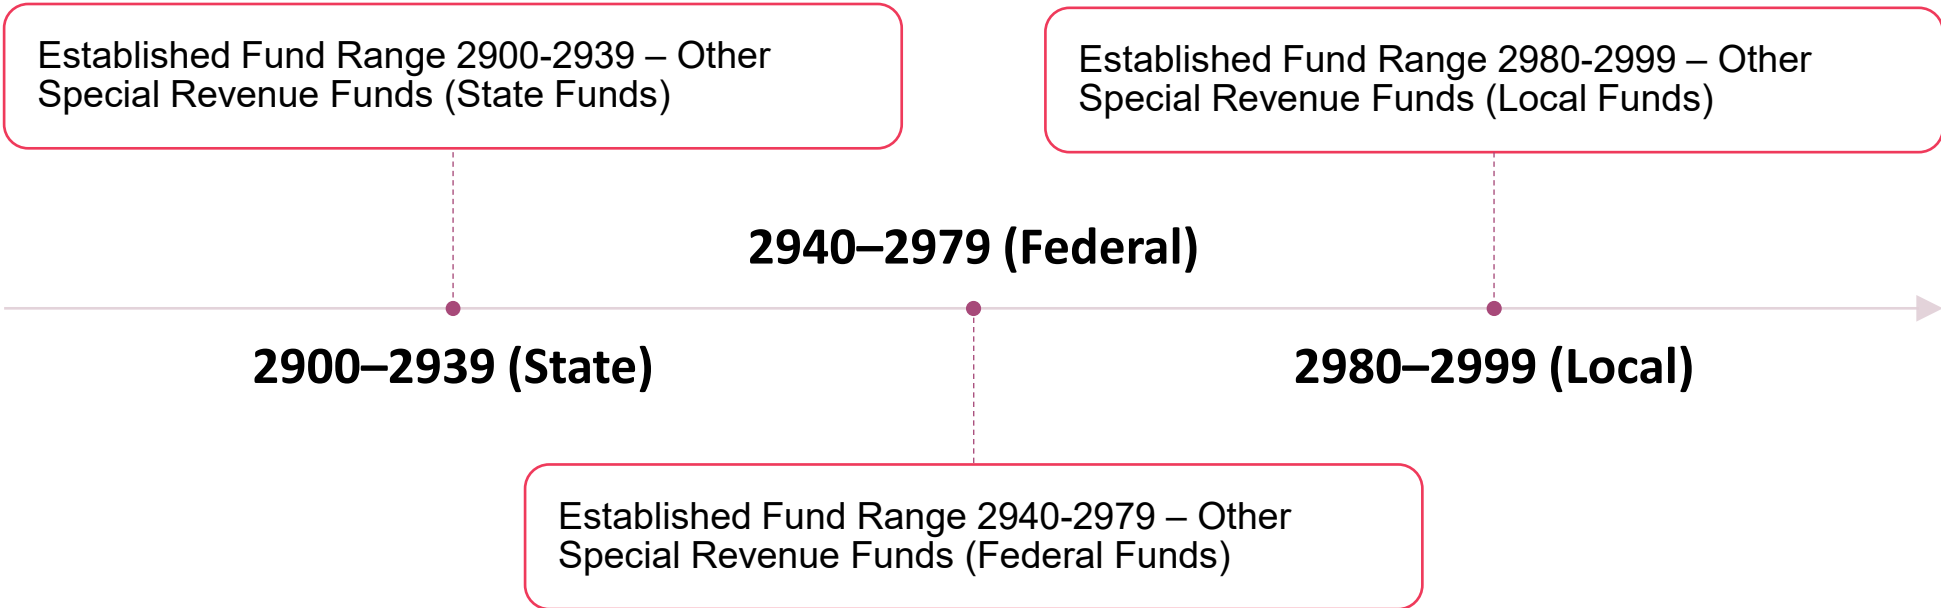 Established Fund Range 2900-2939 – Other
Special Revenue Funds (State Funds)
Established Fund Range 2980-2999 – Other
Special Revenue Funds (Local Funds)
2940–2979 (Federal)
2900–2939 (State)
2980–2999 (Local)
Established Fund Range 2940-2979 – Other
Special Revenue Funds (Federal Funds)